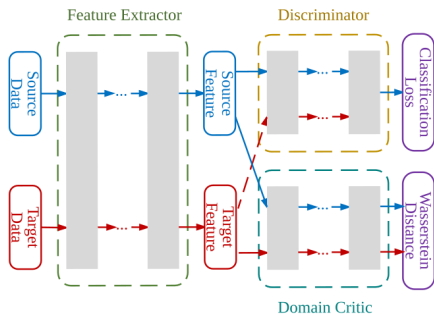 Feature Extractor
Discriminator
Source
Data
Source
Feature
Classification
Loss
...
...
...
Target
Data
Target
Feature
Wasserstein
Distance
...
...
...
Domain Critic